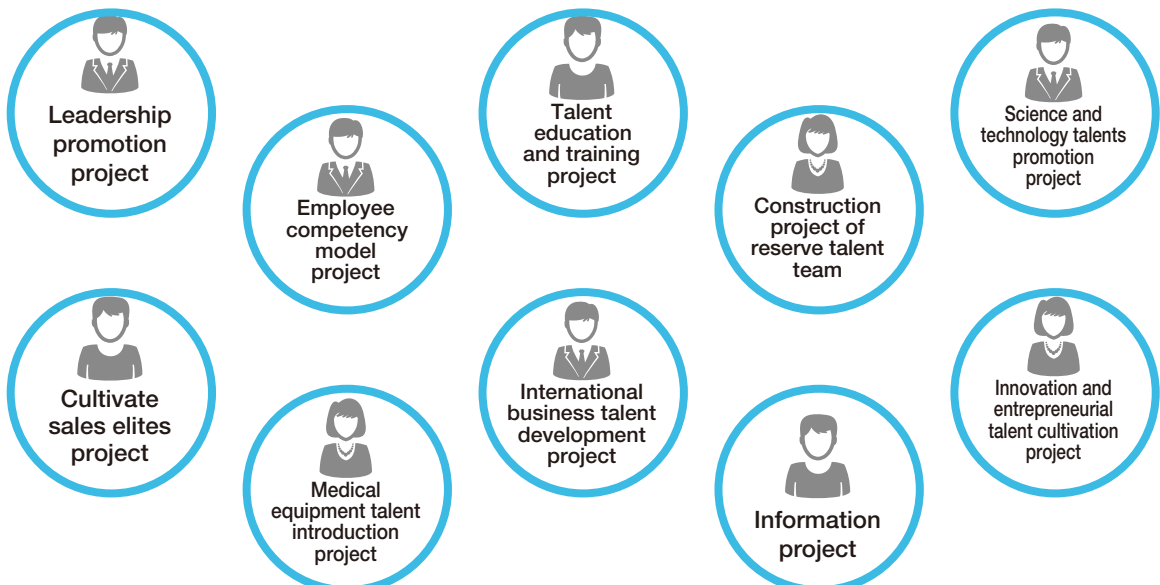 Leadership
promotion
project
Employee
competency
model
project
Talent
education
and training
project
Construction
project of
reserve talent
team
Science and
technology talents
promotion
project
Cultivate
sales elites
project
Medical
equipment talent
introduction
project
International
business talent
development
project
Information
project
Innovation and
entrepreneurial
talent cultivation
project